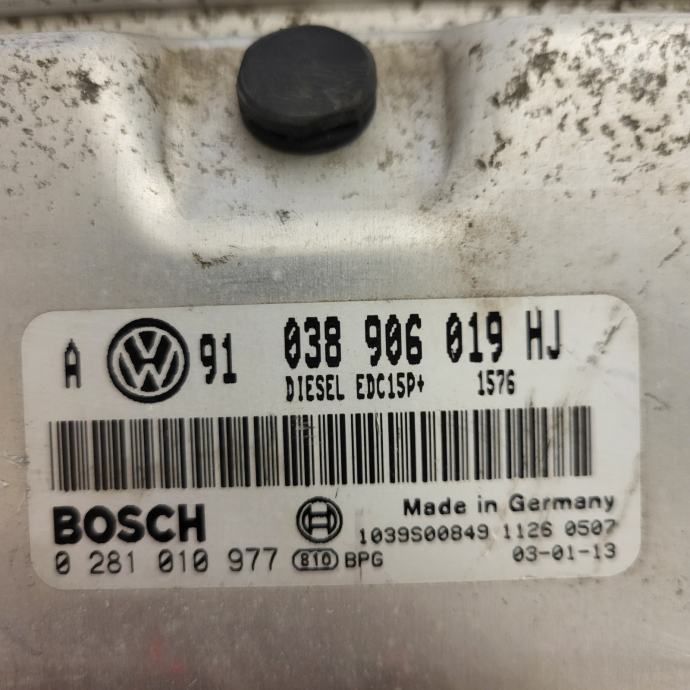 A VW 91 038 906 019 HJ
DIESEL EDC15P+ 1576
BOSCH
Made in Germany
1039S00849 1126 0507
0 281 010 977 810 BPG
03-01-13